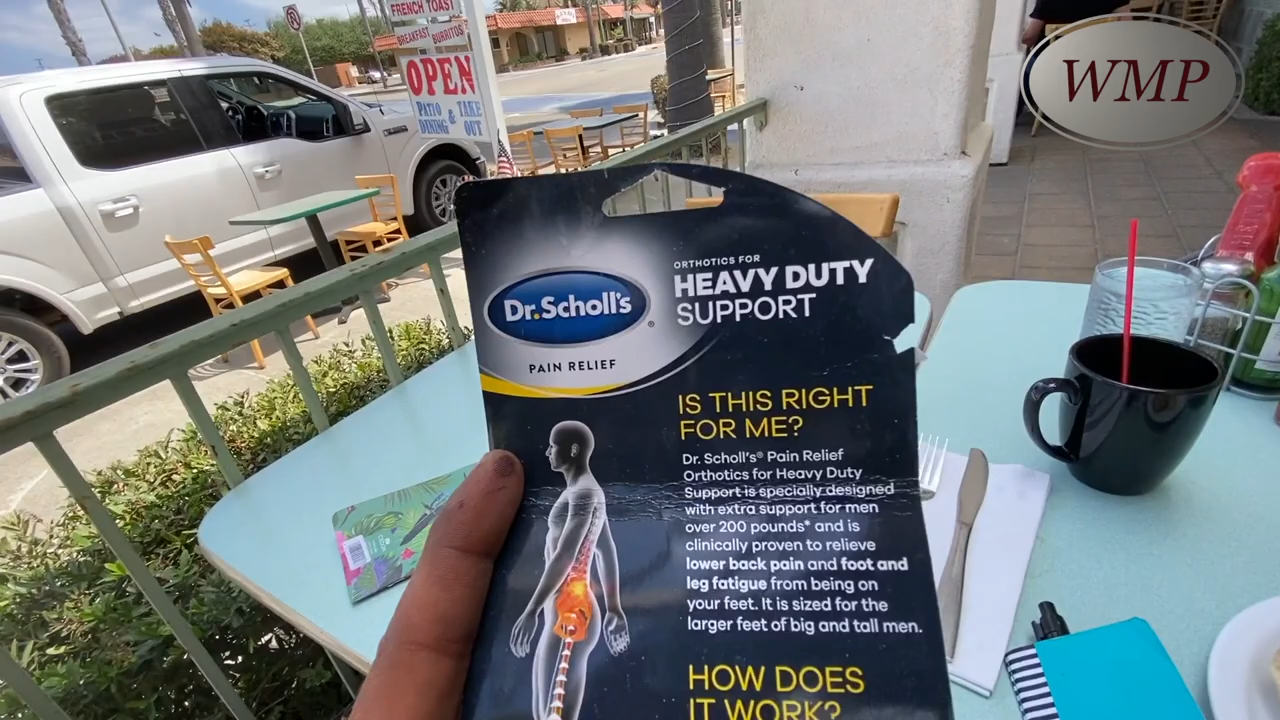 FRENCH TOAST
BREAKFAST BURRITOS
OPEN
PATIO
DINING & TAKE
OUT
WMP
Dr.Scholl's®
PAIN RELIEF
ORTHOTICS FOR
HEAVY DUTY
SUPPORT
IS THIS RIGHT
FOR ME?
Dr. Scholl's® Pain Relief
Orthotics for Heavy Duty
Support is specially designed
with extra support for men
over 200 pounds* and is
clinically proven to relieve
lower back pain and foot and
leg fatigue from being on
your feet. It is sized for the
larger feet of big and tall men.
HOW DOES
IT WORK?